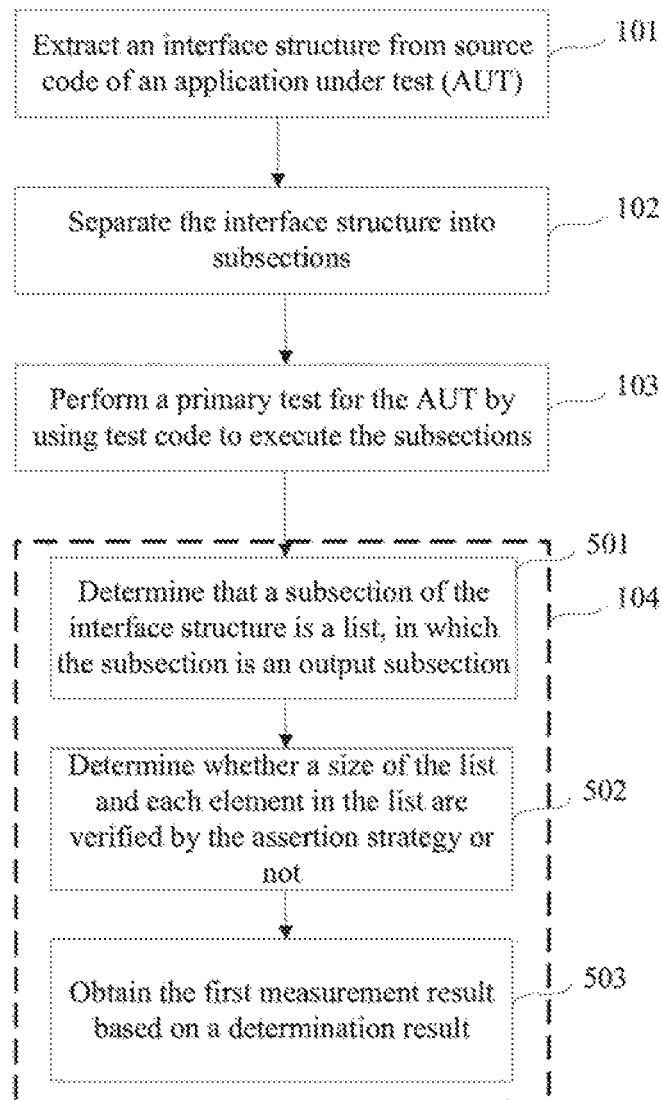 Extract an interface structure from source
code of an application under test (AUT)
101
Separate the interface structure into
subsections
102
Perform a primary test for the AUT by
using test code to execute the subsections
103
501
Determine that a subsection of the
interface structure is a list, in which
the subsection is an output subsection
104
Determine whether a size of the list
and each element in the list are
verified by the assertion strategy or
not
502
Obtain the first measurement result
based on a determination result
503